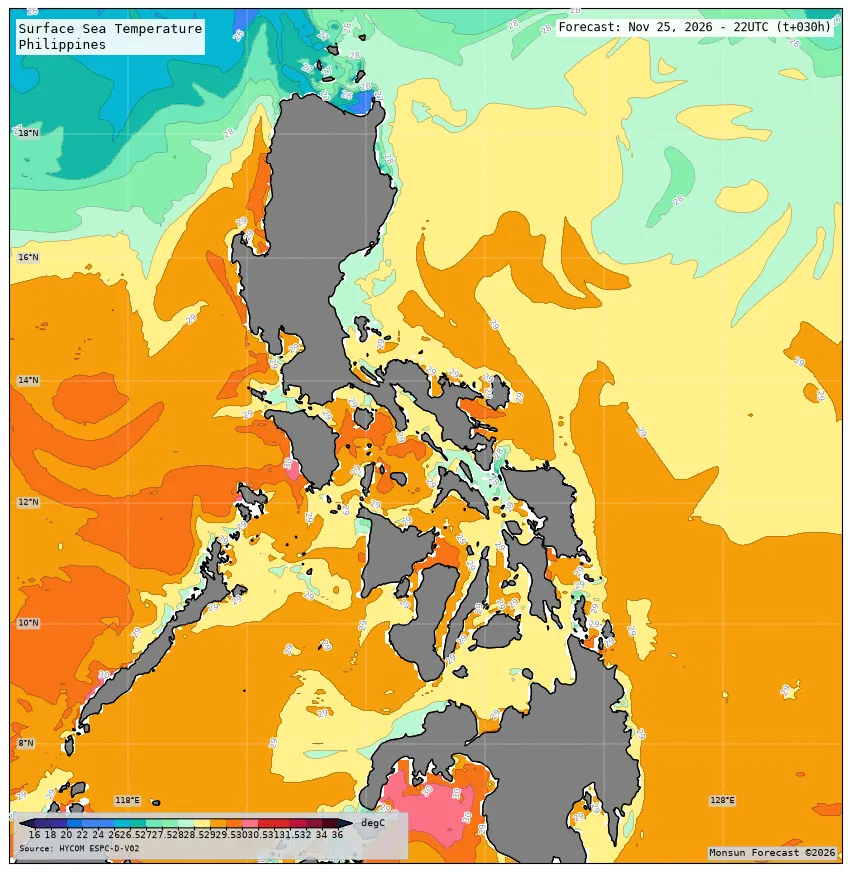 Surface Sea Temperature
Philippines
Forecast: Nov 25, 2026 - 22UTC (t+030h)
18°N
16°N
14°N
12°N
10°N
8°N
118°E
128°E
16 18 20 22 24 26 26.5 27 27.5 28 28.5 29 29.5 30 30.5 31 31.5 32 34 36 degC
Source: HYCOM ESPC-D-V02
Monsun Forecast ©2026